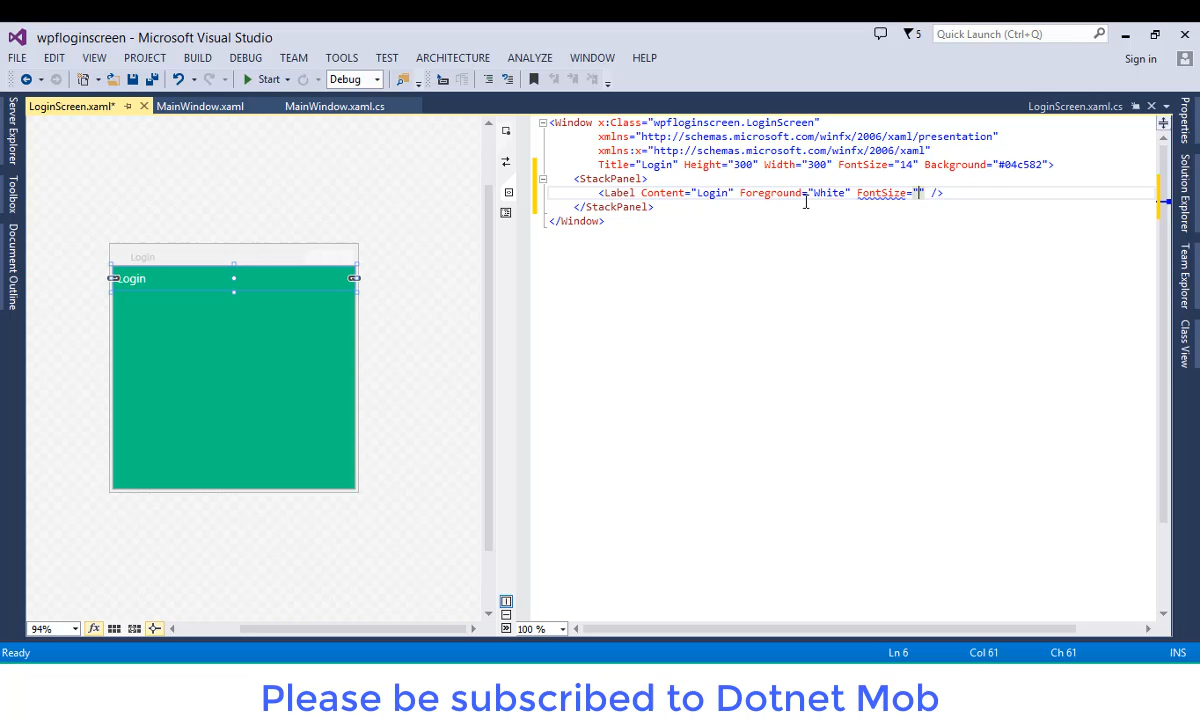 wpfloginscreen - Microsoft Visual Studio
5
Quick Launch (Ctrl+Q)
FILE EDIT VIEW PROJECT BUILD DEBUG TEAM TOOLS TEST ARCHITECTURE ANALYZE WINDOW HELP
Sign in
Start
Debug
LoginScreen.xaml*
MainWindow.xaml
MainWindow.xaml.cs
LoginScreen.xaml.cs
Server Explorer
Toolbox
Document Outline
Login
Login
<Window x:Class="wpfloginscreen.LoginScreen"
xmlns="http://schemas.microsoft.com/winfx/2006/xaml/presentation"
xmlns:x="http://schemas.microsoft.com/winfx/2006/xaml"
Title="Login" Height="300" Width="300" FontSize="14" Background="#04c582">
<StackPanel>
<Label Content="Login" Foreground="White" FontSize="" />
</StackPanel>
</Window>
Properties
Solution Explorer
Team Explorer
Class View
94%
fx
100 %
Ready
Ln 6
Col 61
Ch 61
INS
Please be subscribed to Dotnet Mob